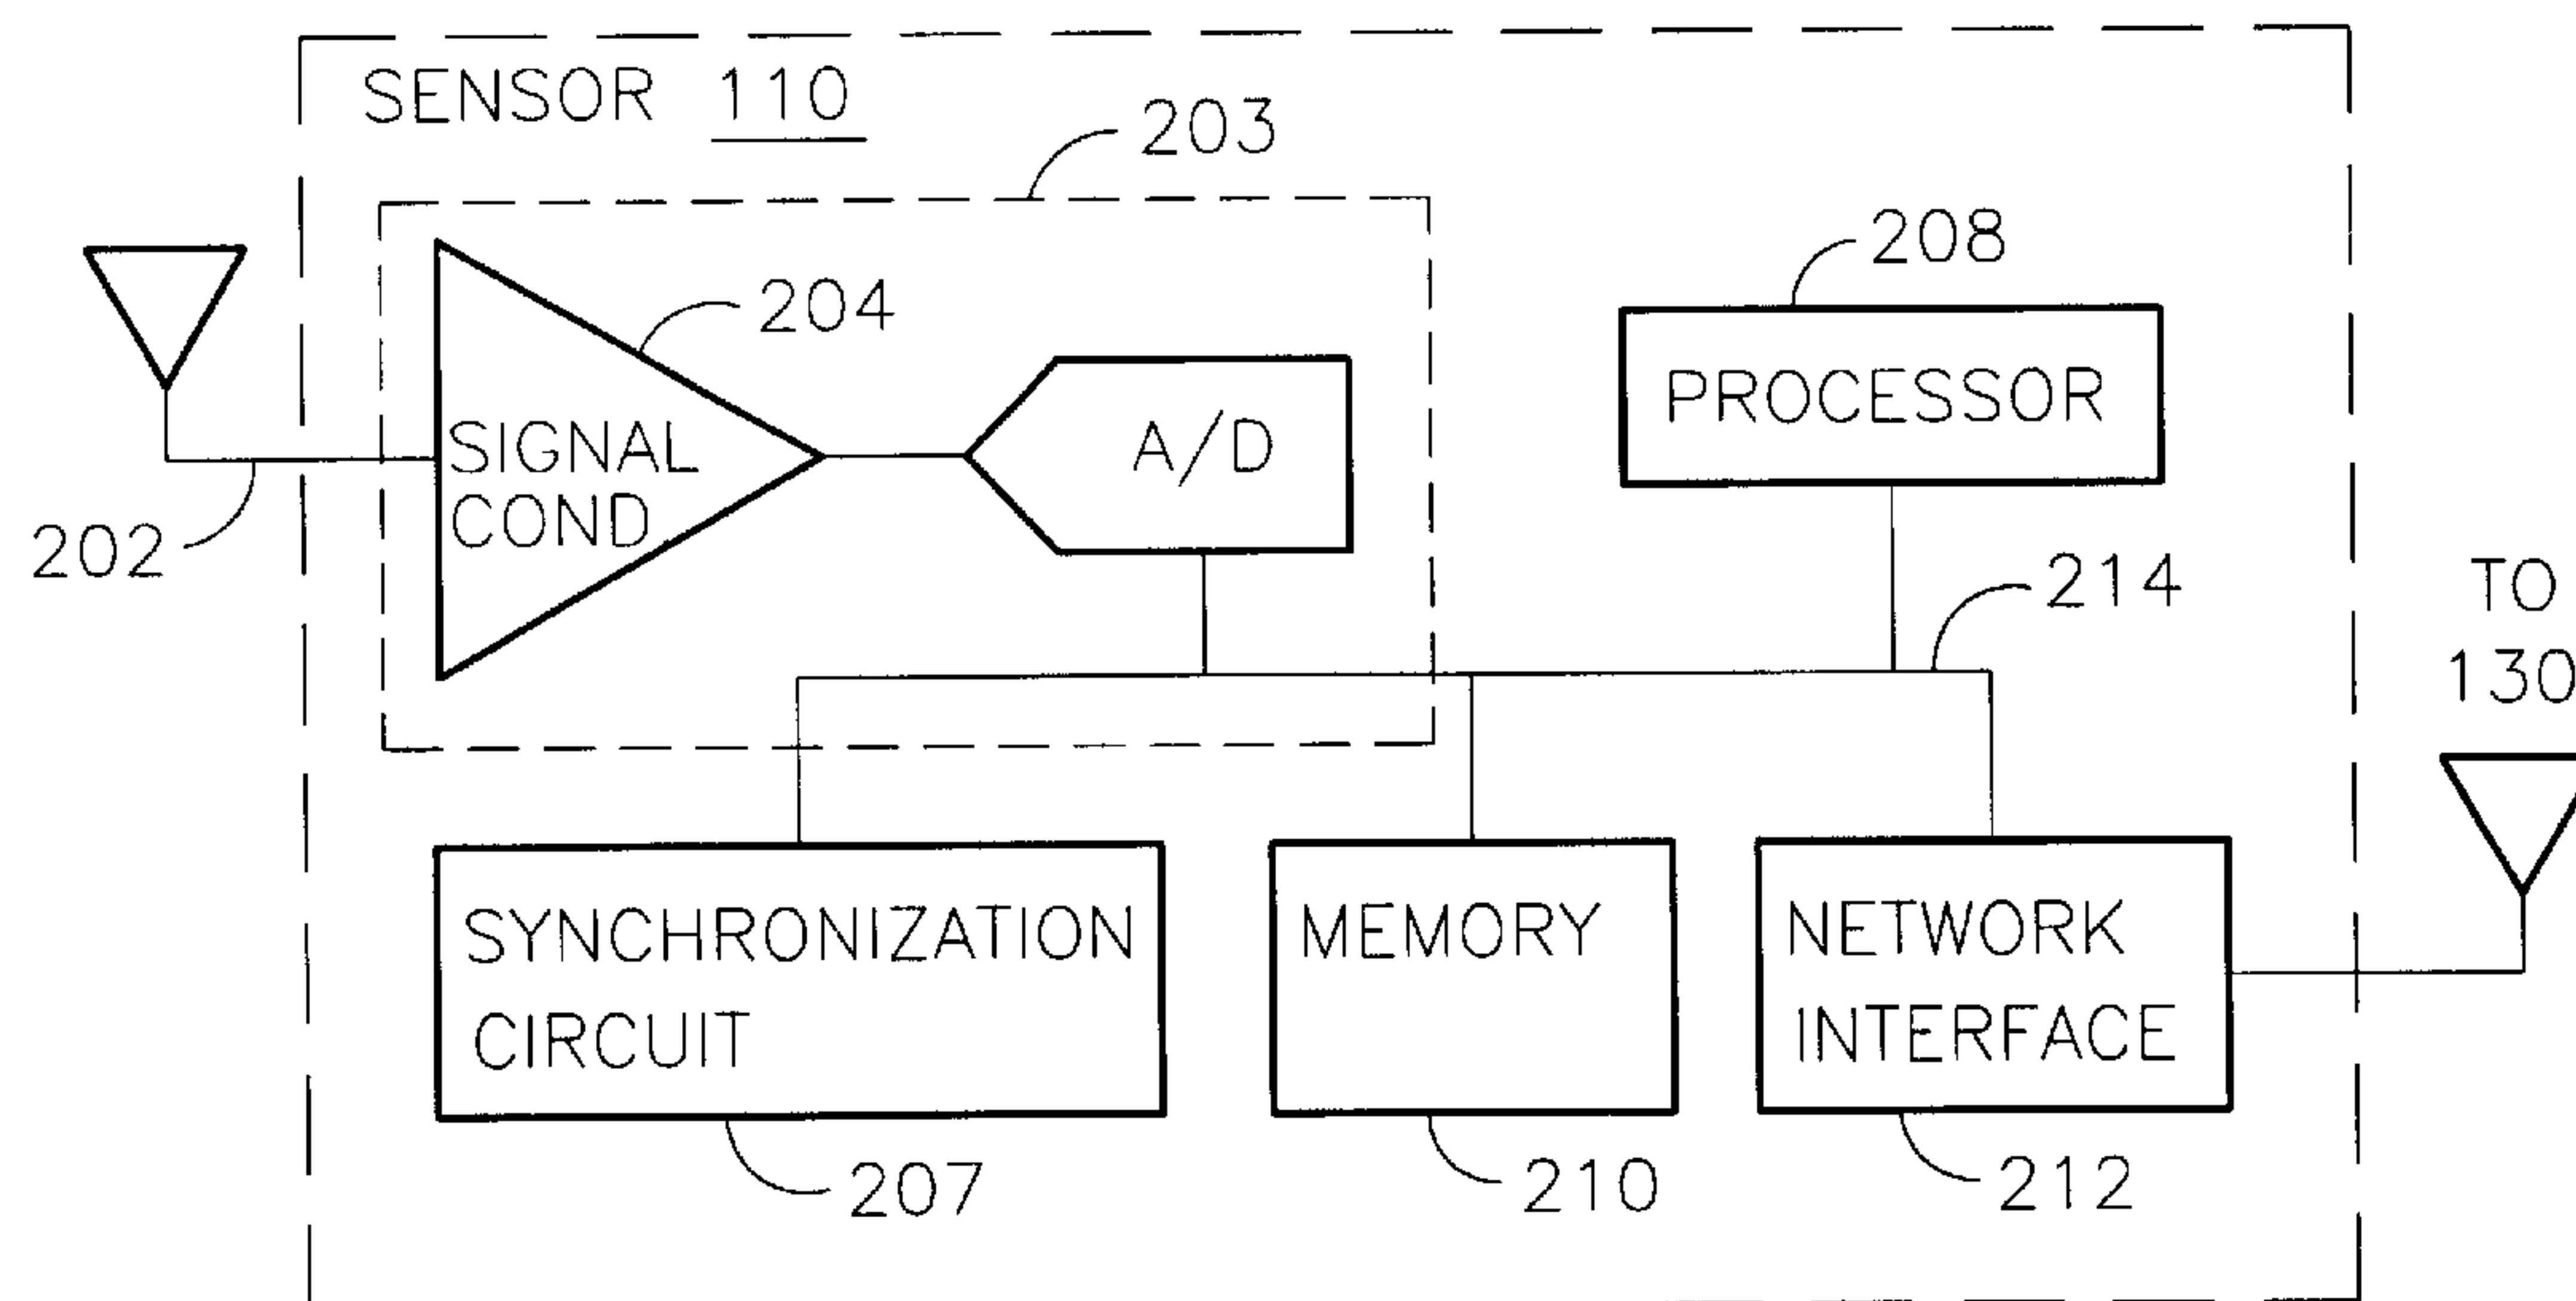 SENSOR 110
203
208
204
SIGNAL
COND
A/D
PROCESSOR
202
214
TO
130
SYNCHRONIZATION
CIRCUIT
MEMORY
NETWORK
INTERFACE
207
210
212